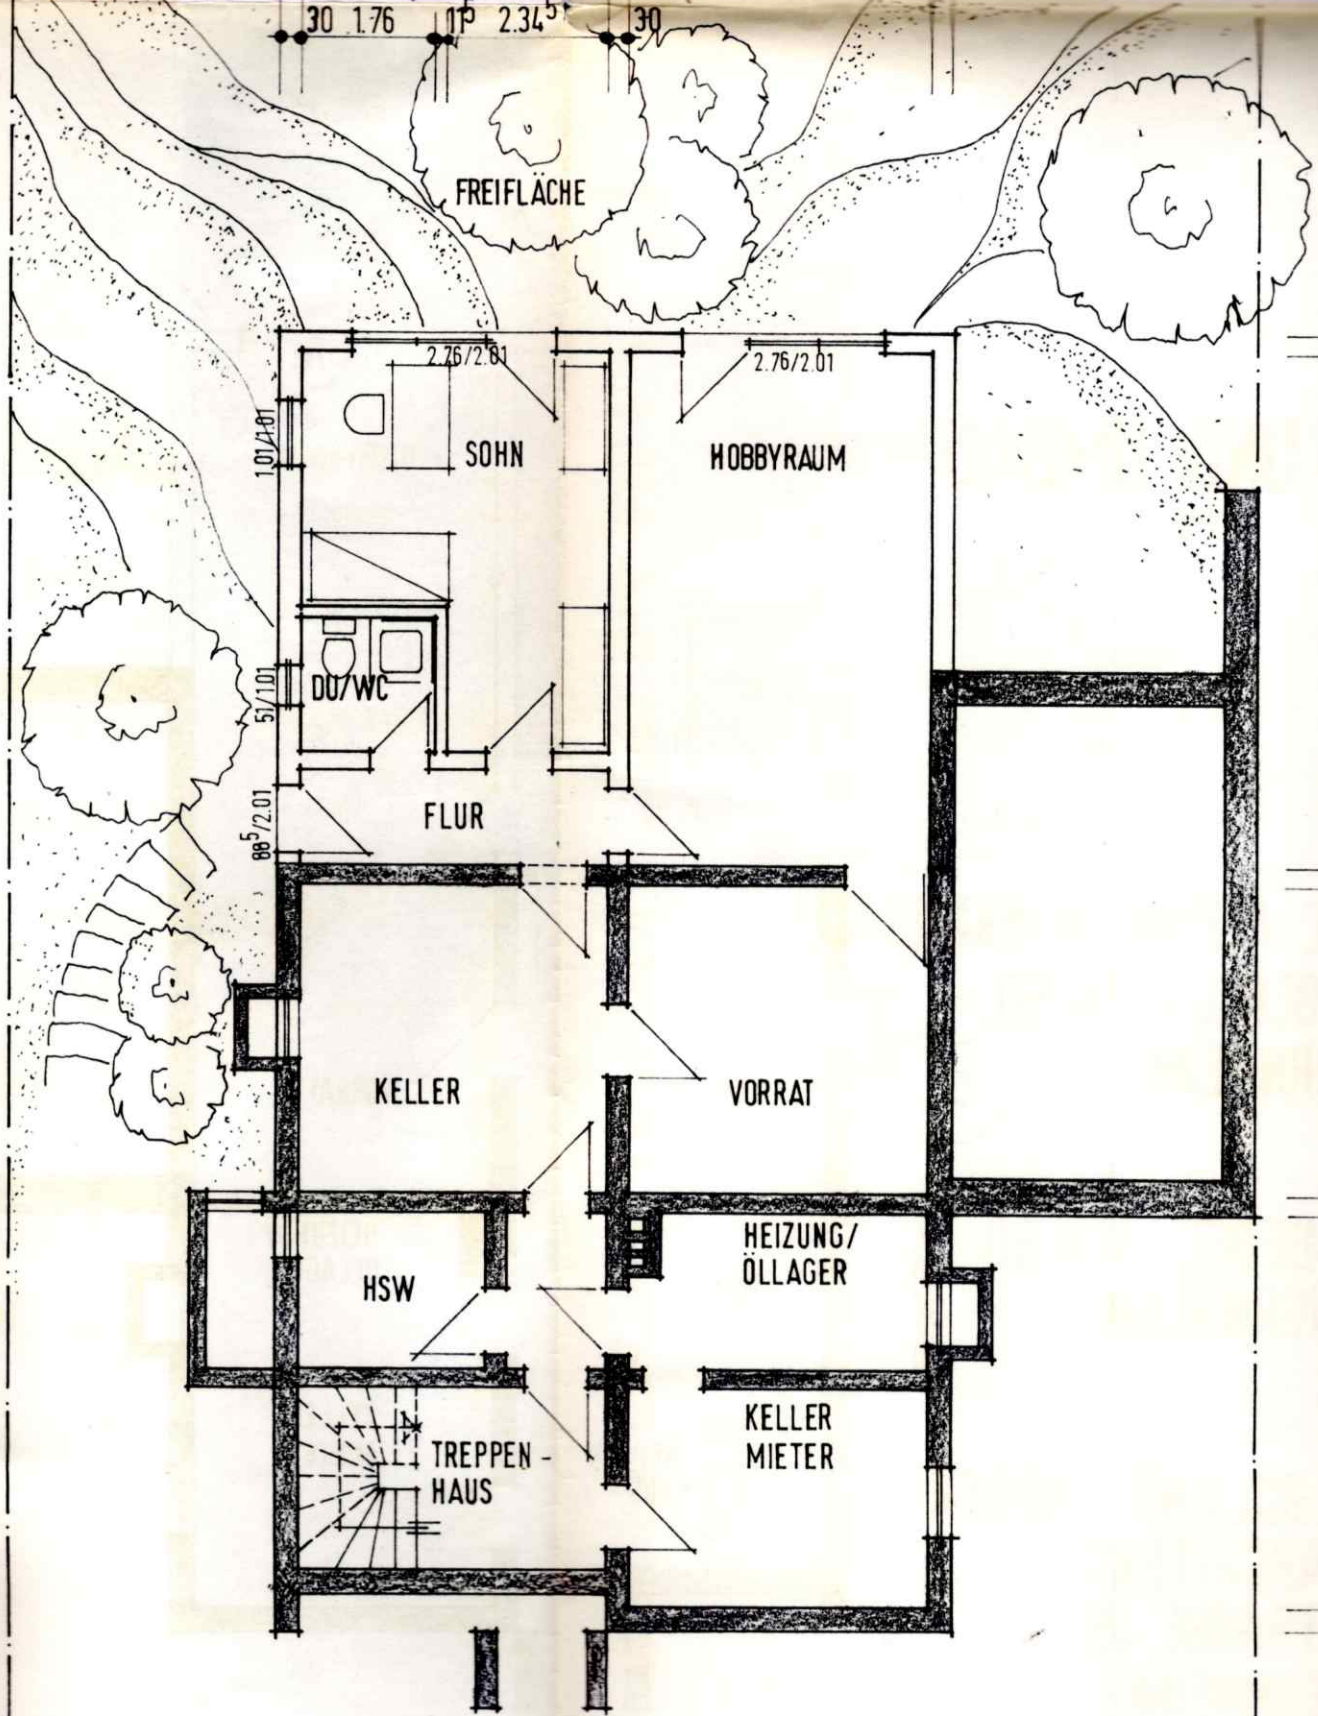 30 1.76 11⁵ 2.34⁵ 30
FREIFLÄCHE
2.76/2.01
2.76/2.01
1.01/1.01
SOHN
HOBBYRAUM
51/1.01
DU/WC
88⁵/2.01
FLUR
KELLER
VORRAT
HEIZUNG/
ÖLLAGER
HSW
KELLER
MIETER
TREPPEN-
HAUS